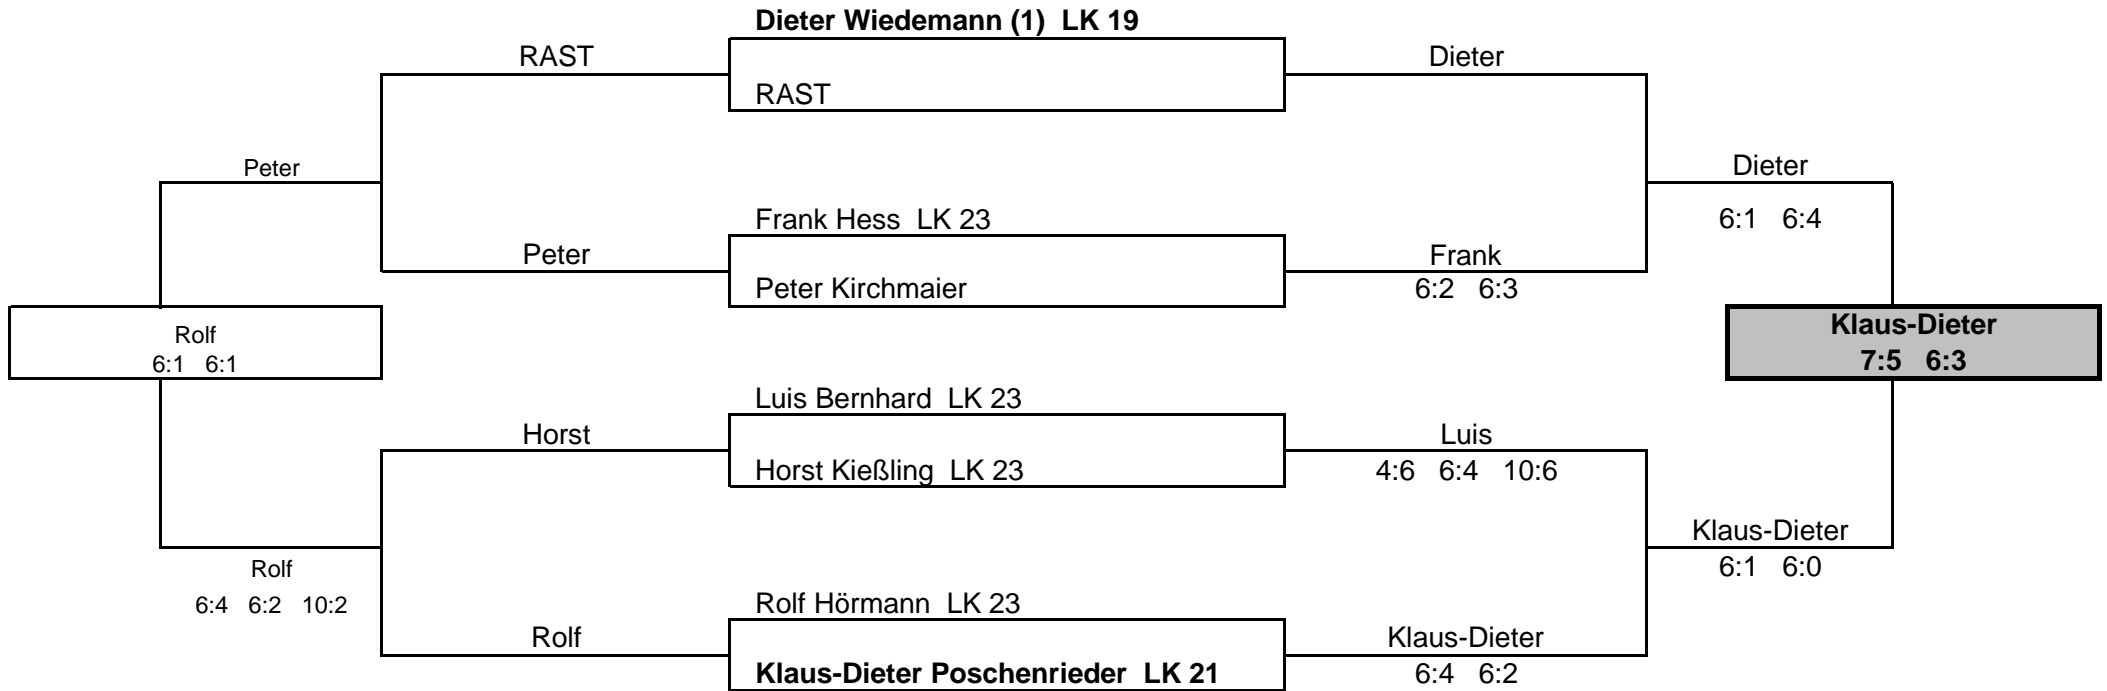 Dieter Wiedemann (1) LK 19
RAST Dieter
RAST
Peter Dieter
Frank Hess LK 23 6:1 6:4
Peter Frank
Peter Kirchmaier 6:2 6:3
Rolf Klaus-Dieter
6:1 6:1 7:5 6:3
Luis Bernhard LK 23
Horst Luis
Horst Kießling LK 23 4:6 6:4 10:6
Klaus-Dieter
Rolf 6:1 6:0
6:4 6:2 10:2 Rolf Hörmann LK 23
Rolf Klaus-Dieter
Klaus-Dieter Poschenrieder LK 21 6:4 6:2